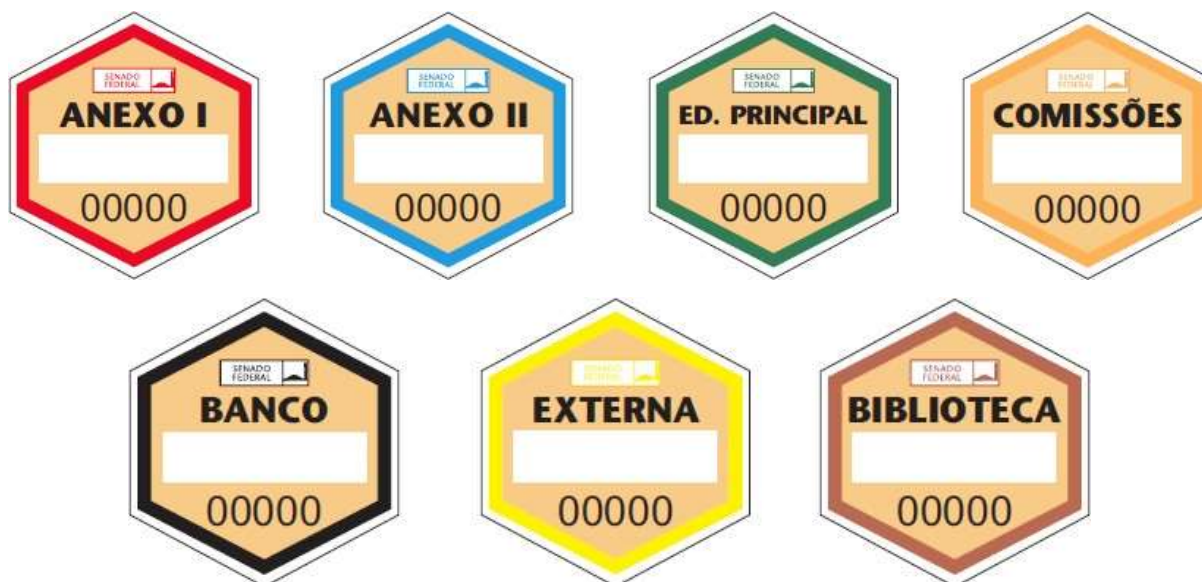 SENADO
FEDERAL
ANEXO I
00000
SENADO
FEDERAL
ANEXO II
00000
SENADO
FEDERAL
ED. PRINCIPAL
00000
SENADO
FEDERAL
COMISSÕES
00000
SENADO
FEDERAL
BANCO
00000
SENADO
FEDERAL
EXTERNA
00000
SENADO
FEDERAL
BIBLIOTECA
00000